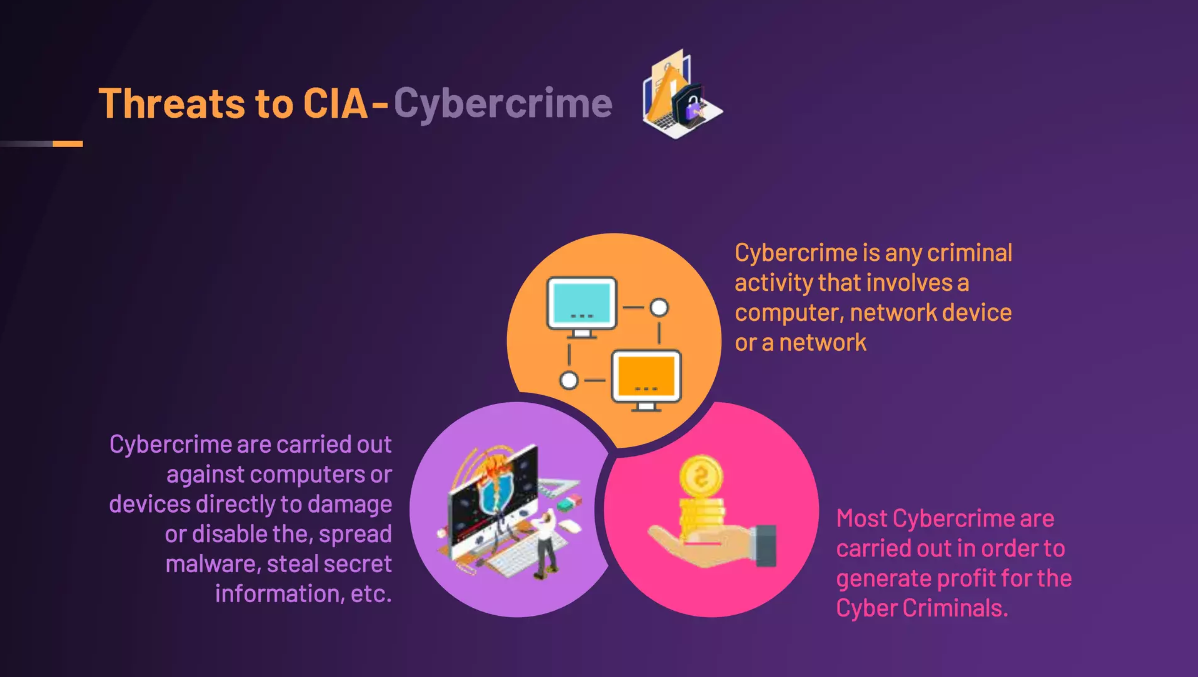 Threats to CIA-Cybercrime
Cybercrime is any criminal
activity that involves a
computer, network device
or a network
Cybercrime are carried out
against computers or
devices directly to damage
or disable the, spread
malware, steal secret
information, etc.
Most Cybercrime are
carried out in order to
generate profit for the
Cyber Criminals.